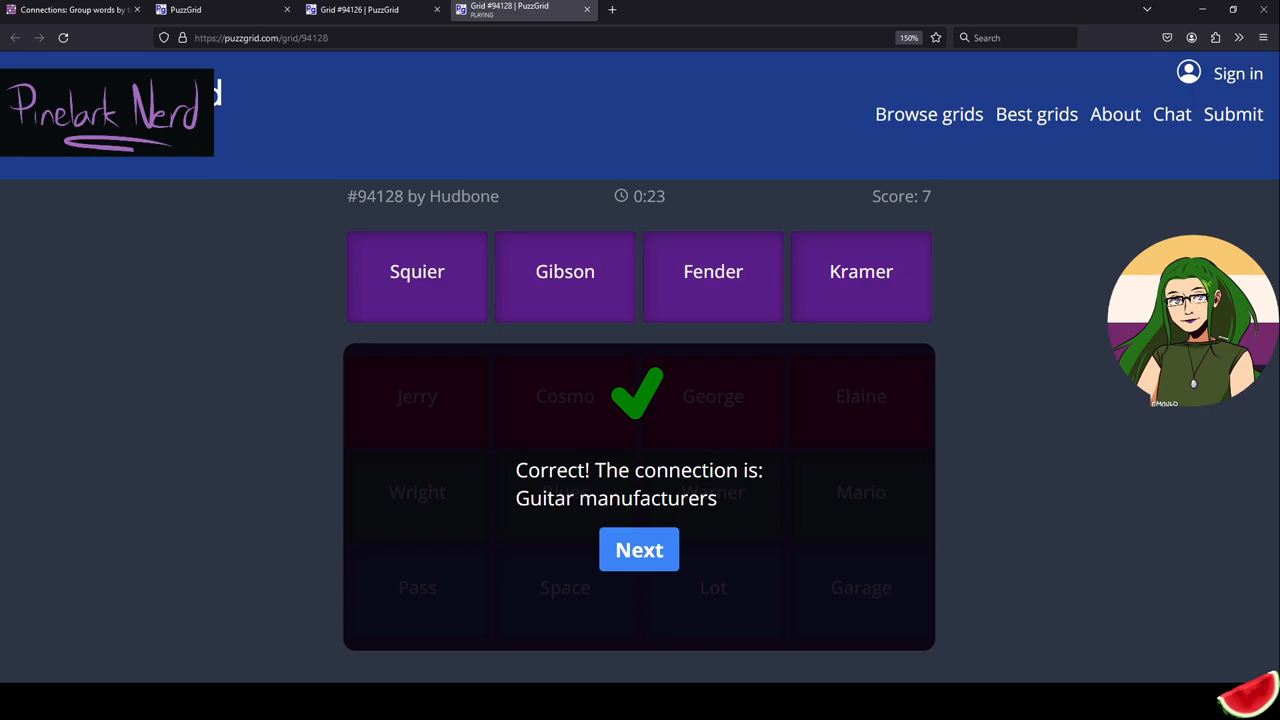 Connections: Group words by t
PuzzGrid
Grid #94126 | PuzzGrid
Grid #94128 | PuzzGrid
PLAYING
https://puzzgrid.com/grid/94128
150%
Search
Pinelark Nerd
d
Sign in
Browse grids Best grids About Chat Submit
#94128 by Hudbone
0:23
Score: 7
Squier Gibson Fender Kramer
Jerry Cosmo George Elaine
Correct! The connection is:
Wright Warner Mario
Guitar manufacturers
Next
Pass Space Lot Garage